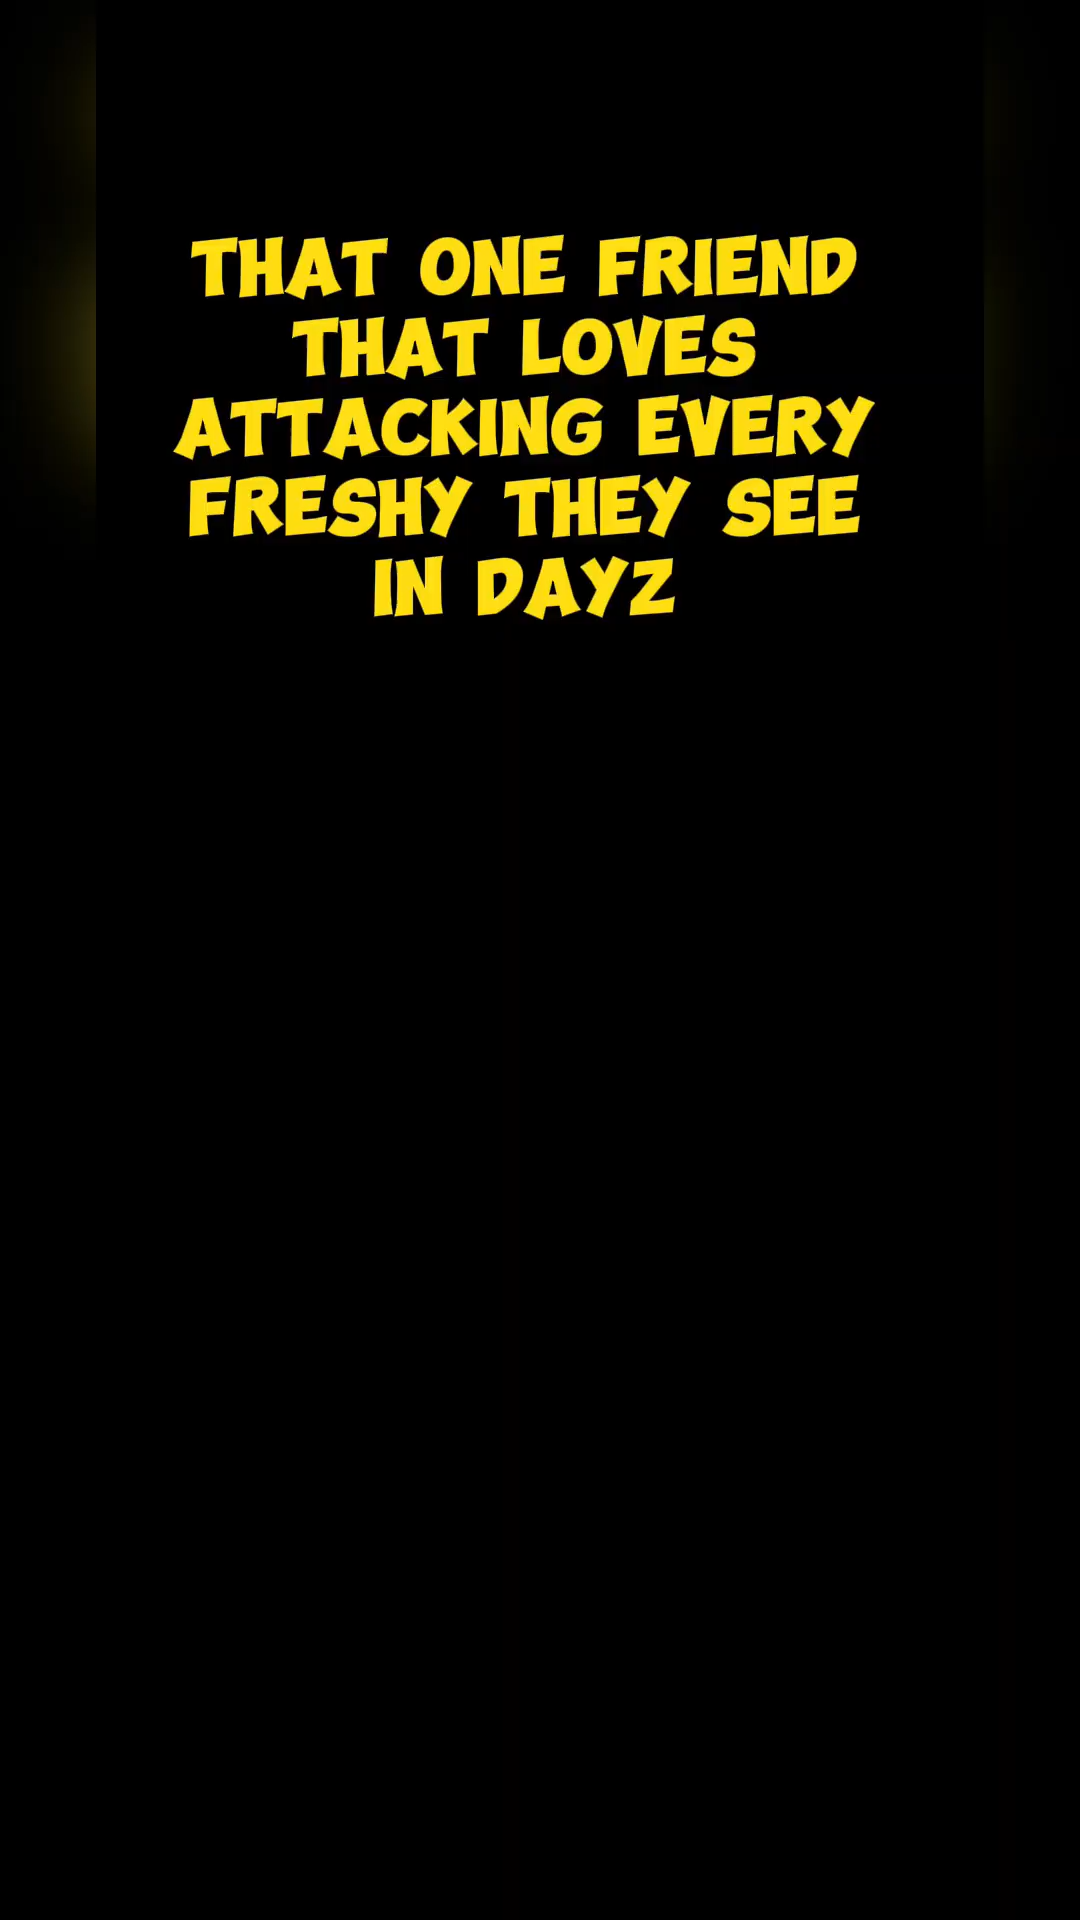 THAT ONE FRIEND
THAT LOVES
ATTACKING EVERY
FRESHY THEY SEE
IN DAYZ